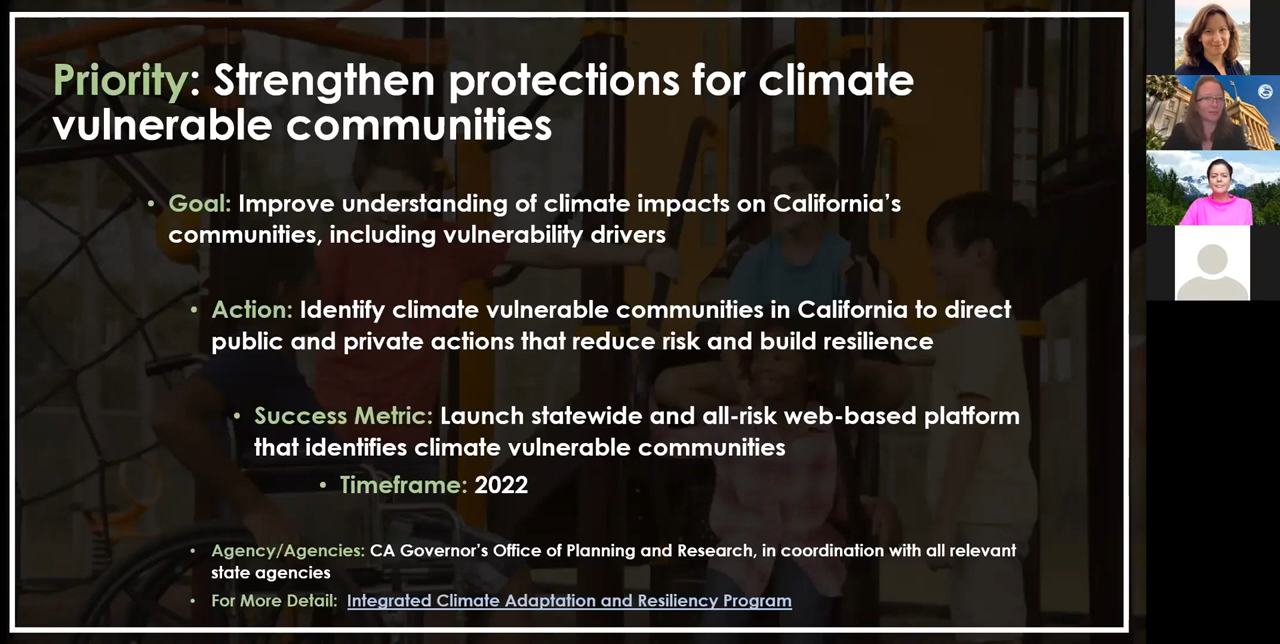 Priority: Strengthen protections for climate
vulnerable communities
• Goal: Improve understanding of climate impacts on California's
communities, including vulnerability drivers
• Action: Identify climate vulnerable communities in California to direct
public and private actions that reduce risk and build resilience
• Success Metric: Launch statewide and all-risk web-based platform
that identifies climate vulnerable communities
• Timeframe: 2022
• Agency/Agencies: CA Governor's Office of Planning and Research, in coordination with all relevant
state agencies
• For More Detail: Integrated Climate Adaptation and Resiliency Program